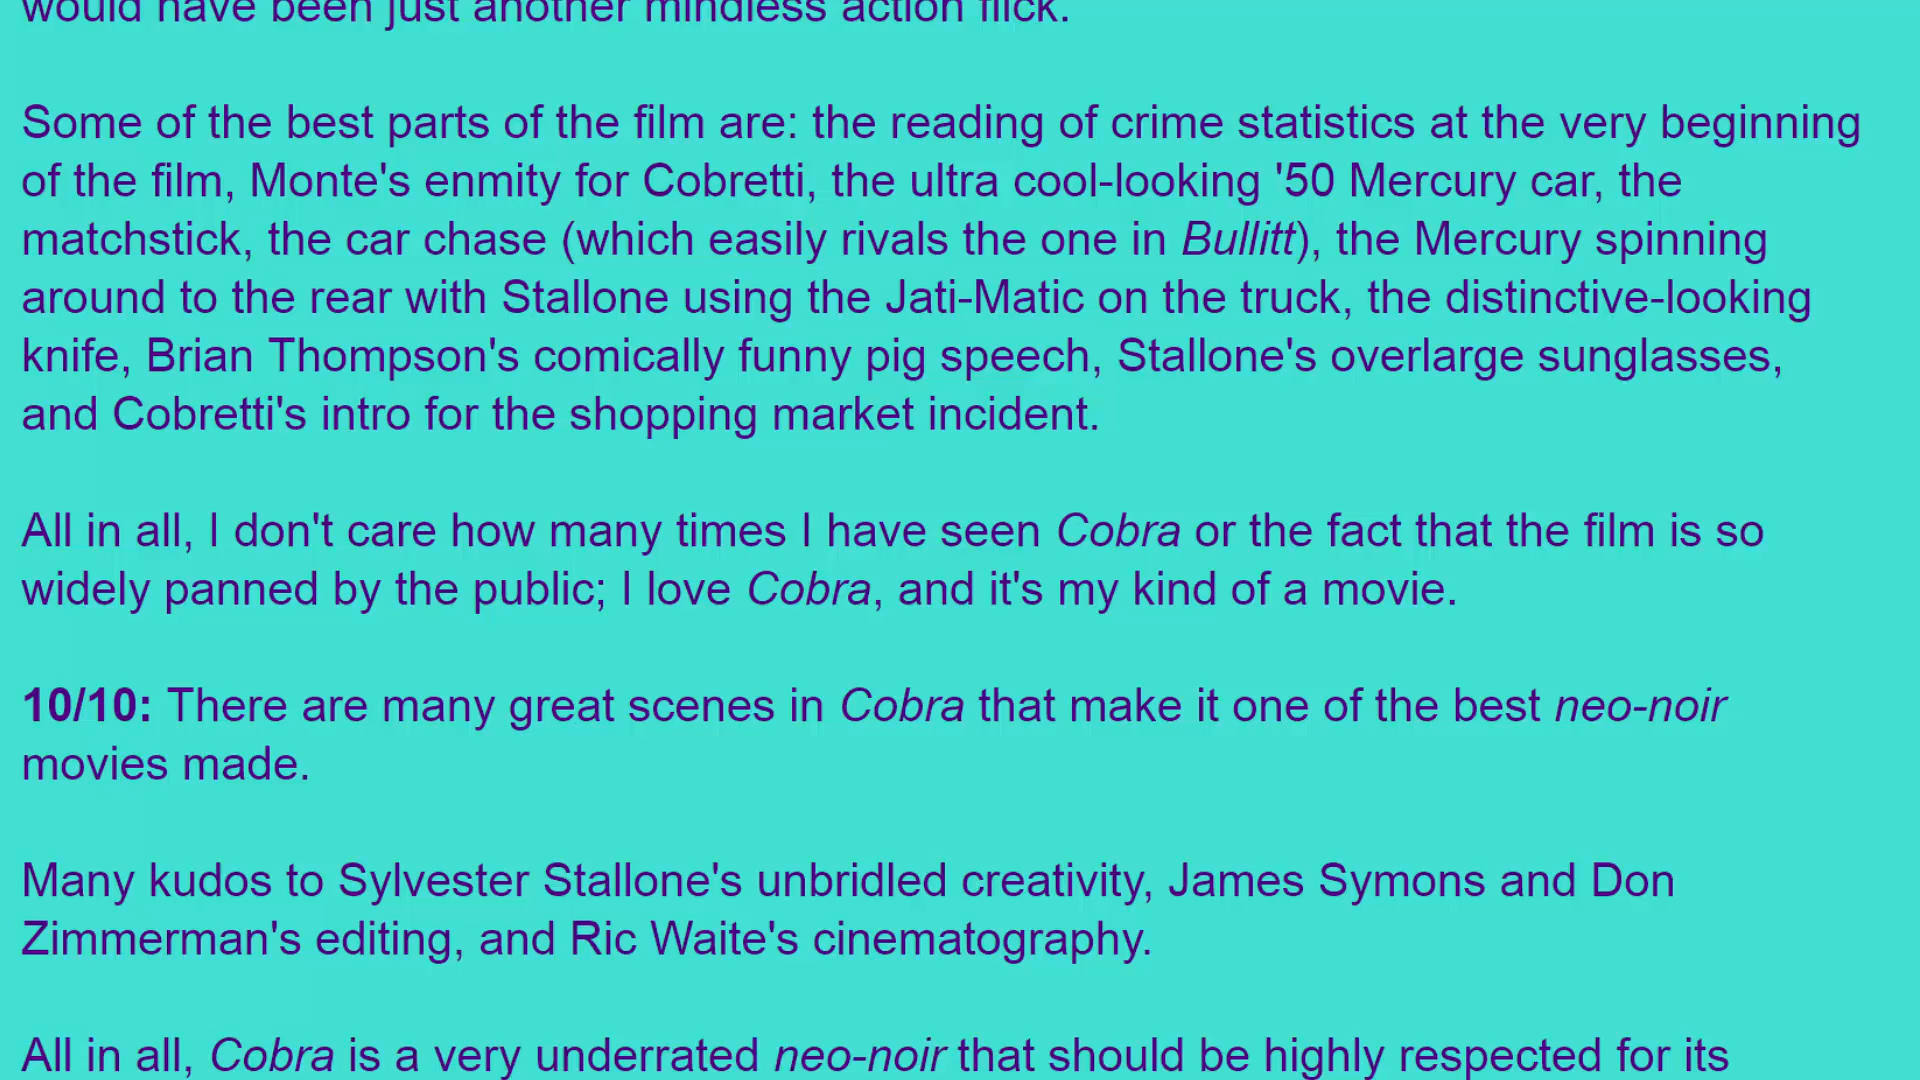 would have been just another mindless action flick.
Some of the best parts of the film are: the reading of crime statistics at the very beginning
of the film, Monte's enmity for Cobretti, the ultra cool-looking '50 Mercury car, the
matchstick, the car chase (which easily rivals the one in Bullitt), the Mercury spinning
around to the rear with Stallone using the Jati-Matic on the truck, the distinctive-looking
knife, Brian Thompson's comically funny pig speech, Stallone's overlarge sunglasses,
and Cobretti's intro for the shopping market incident.
All in all, I don't care how many times I have seen Cobra or the fact that the film is so
widely panned by the public; I love Cobra, and it's my kind of a movie.
10/10: There are many great scenes in Cobra that make it one of the best neo-noir
movies made.
Many kudos to Sylvester Stallone's unbridled creativity, James Symons and Don
Zimmerman's editing, and Ric Waite's cinematography.
All in all, Cobra is a very underrated neo-noir that should be highly respected for its